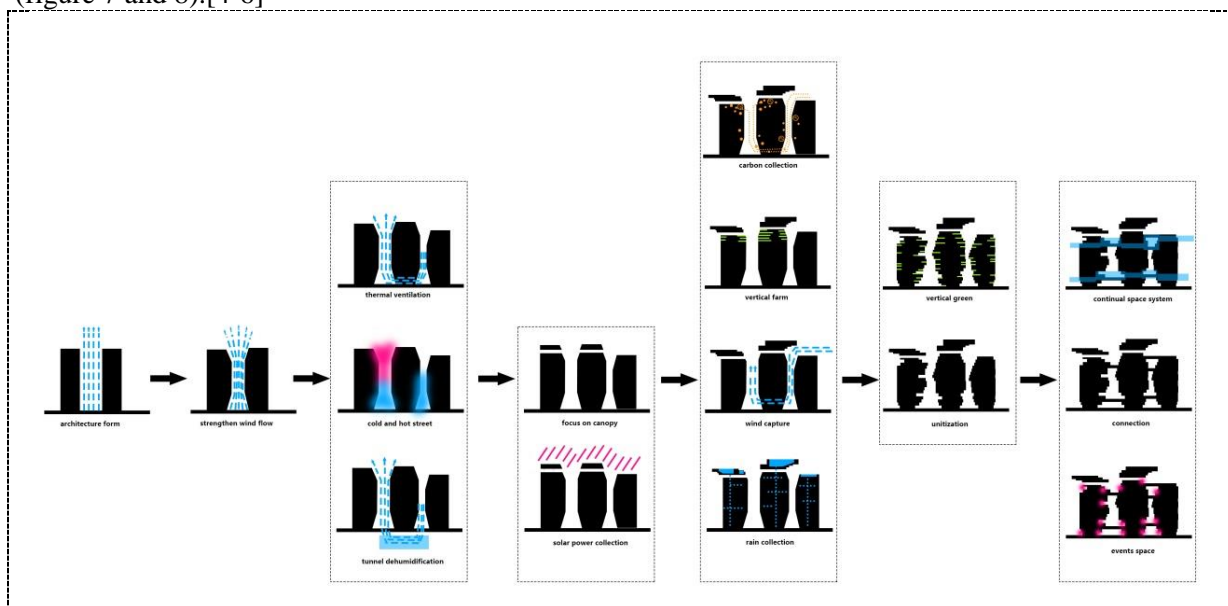 (figure 7 and 8).[4-6]
carbon collection
thermal ventilation
vertical farm
vertical green
continual space system
architecture form
strengthen wind flow
cold and hot street
focus on canopy
wind capture
unitization
connection
tunnel dehumidification
solar power collection
rain collection
events space